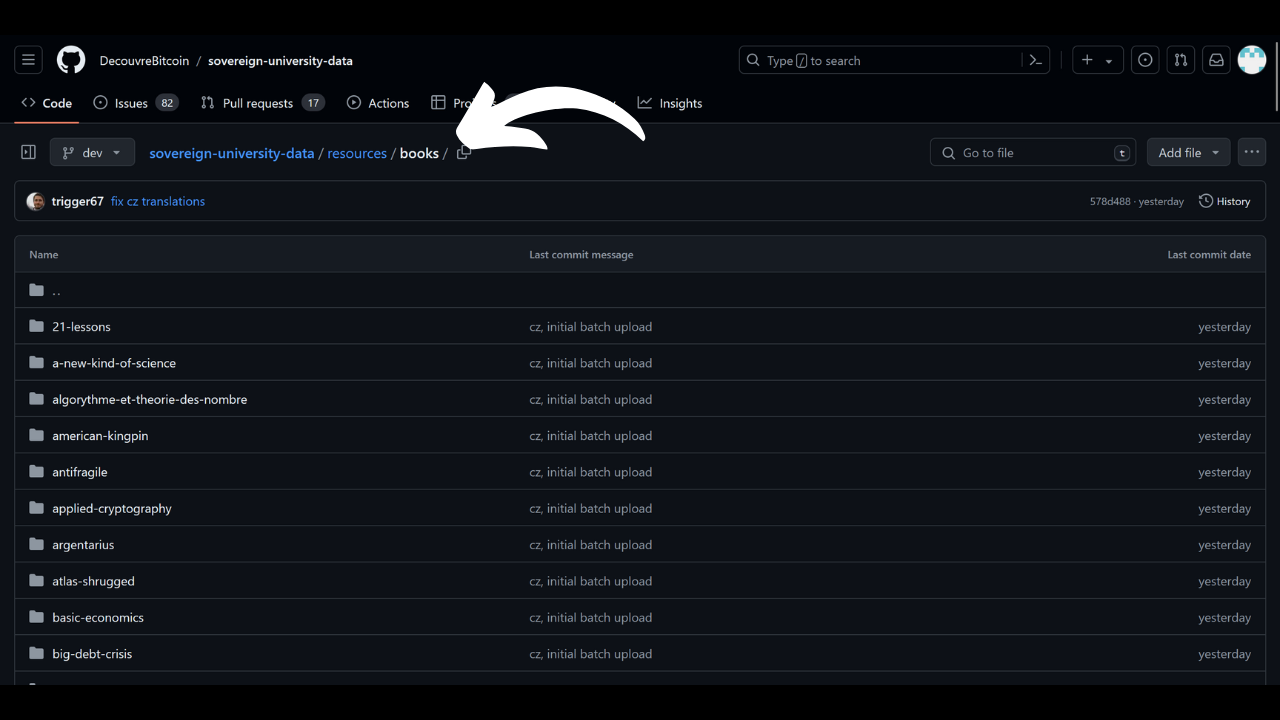 DecouvreBitcoin / sovereign-university-data Type / to search
Code Issues 82 Pull requests 17 Actions Insights
dev sovereign-university-data / resources / books / Go to file t Add file
trigger67 fix cz translations 578d488 · yesterday History
Name Last commit message Last commit date
..
21-lessons cz, initial batch upload yesterday
a-new-kind-of-science cz, initial batch upload yesterday
algorythme-et-theorie-des-nombre cz, initial batch upload yesterday
american-kingpin cz, initial batch upload yesterday
antifragile cz, initial batch upload yesterday
applied-cryptography cz, initial batch upload yesterday
argentarius cz, initial batch upload yesterday
atlas-shrugged cz, initial batch upload yesterday
basic-economics cz, initial batch upload yesterday
big-debt-crisis cz, initial batch upload yesterday